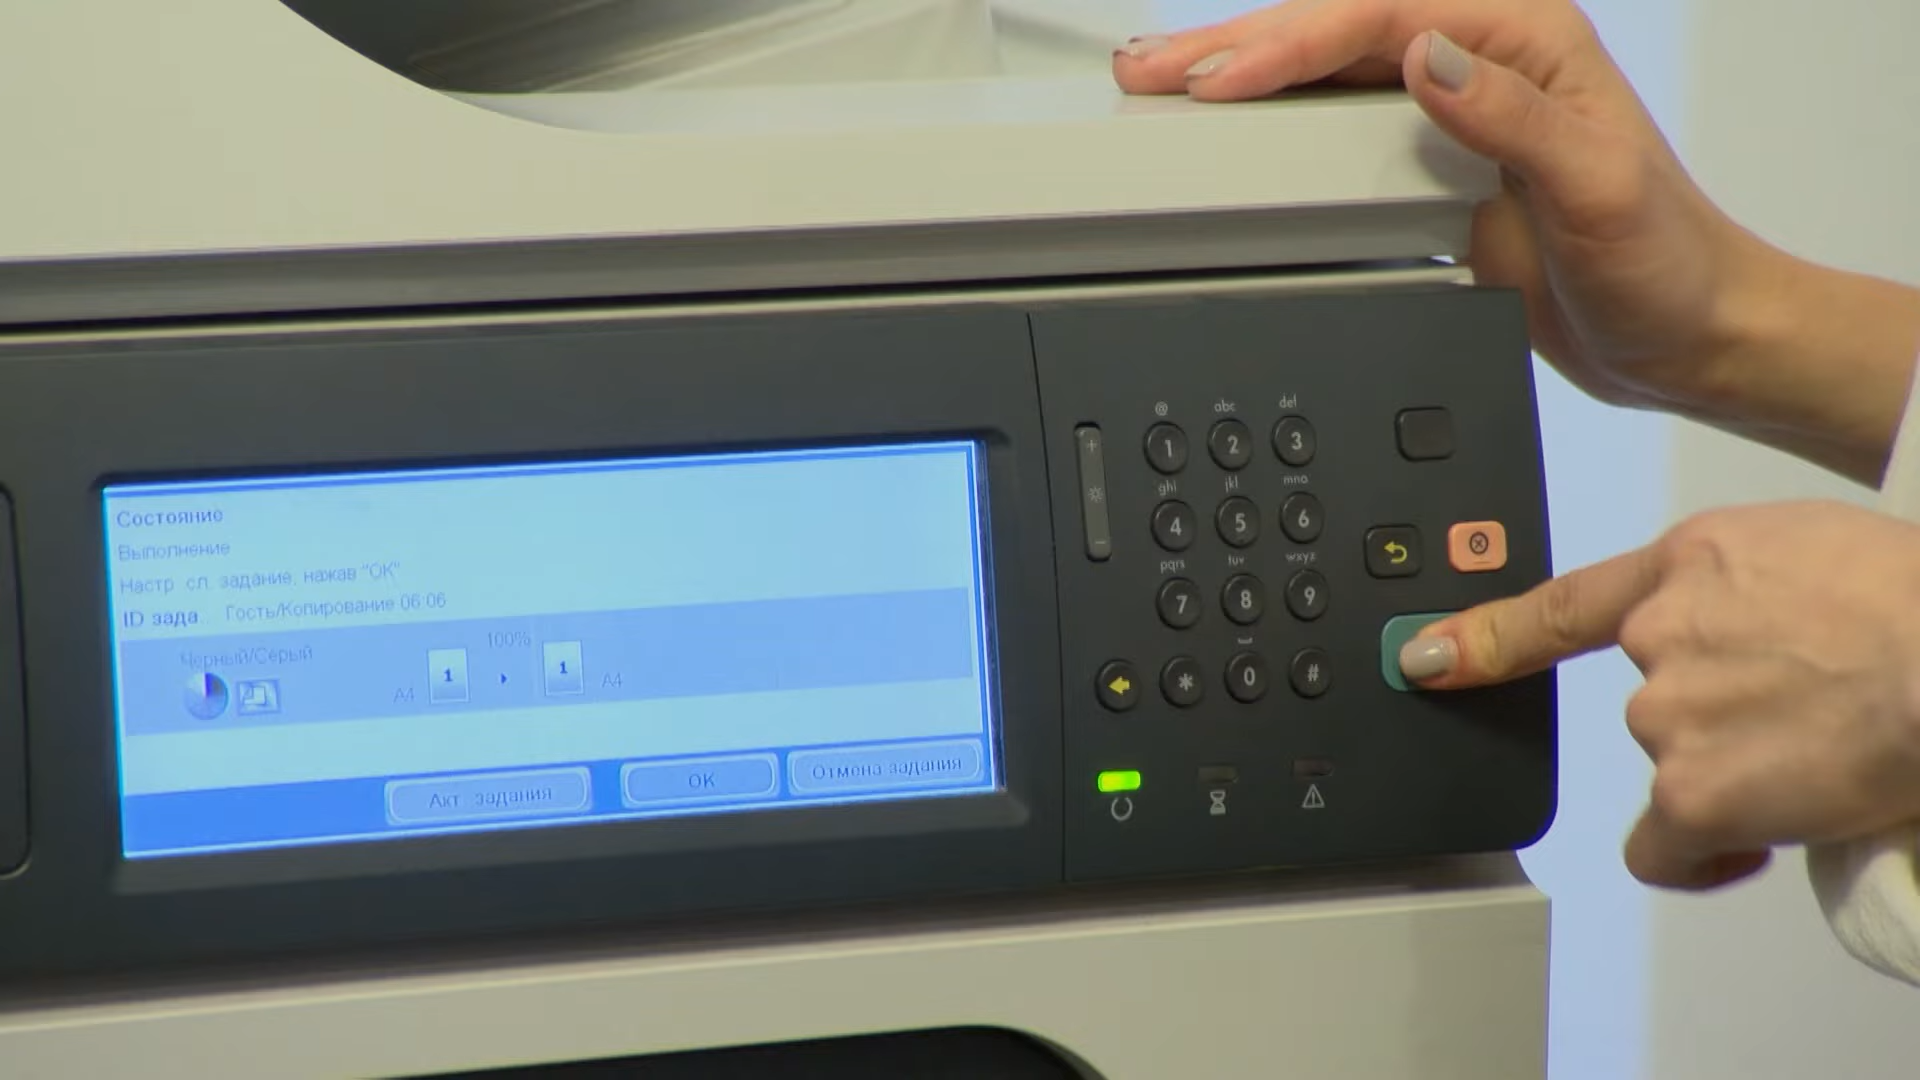 Состояние
Выполнение
Настр. сл. задание, нажав "ОК"
ID зада... Гость/Копирование 06:06
Черный/Серый
100%
A4 1 1 A4
Акт. задания
ОК
Отмена задания
+
-
@ abc def
1 2 3
ghi jkl mno
4 5 6
pqrs tuv wxyz
7 8 9
* 0 #